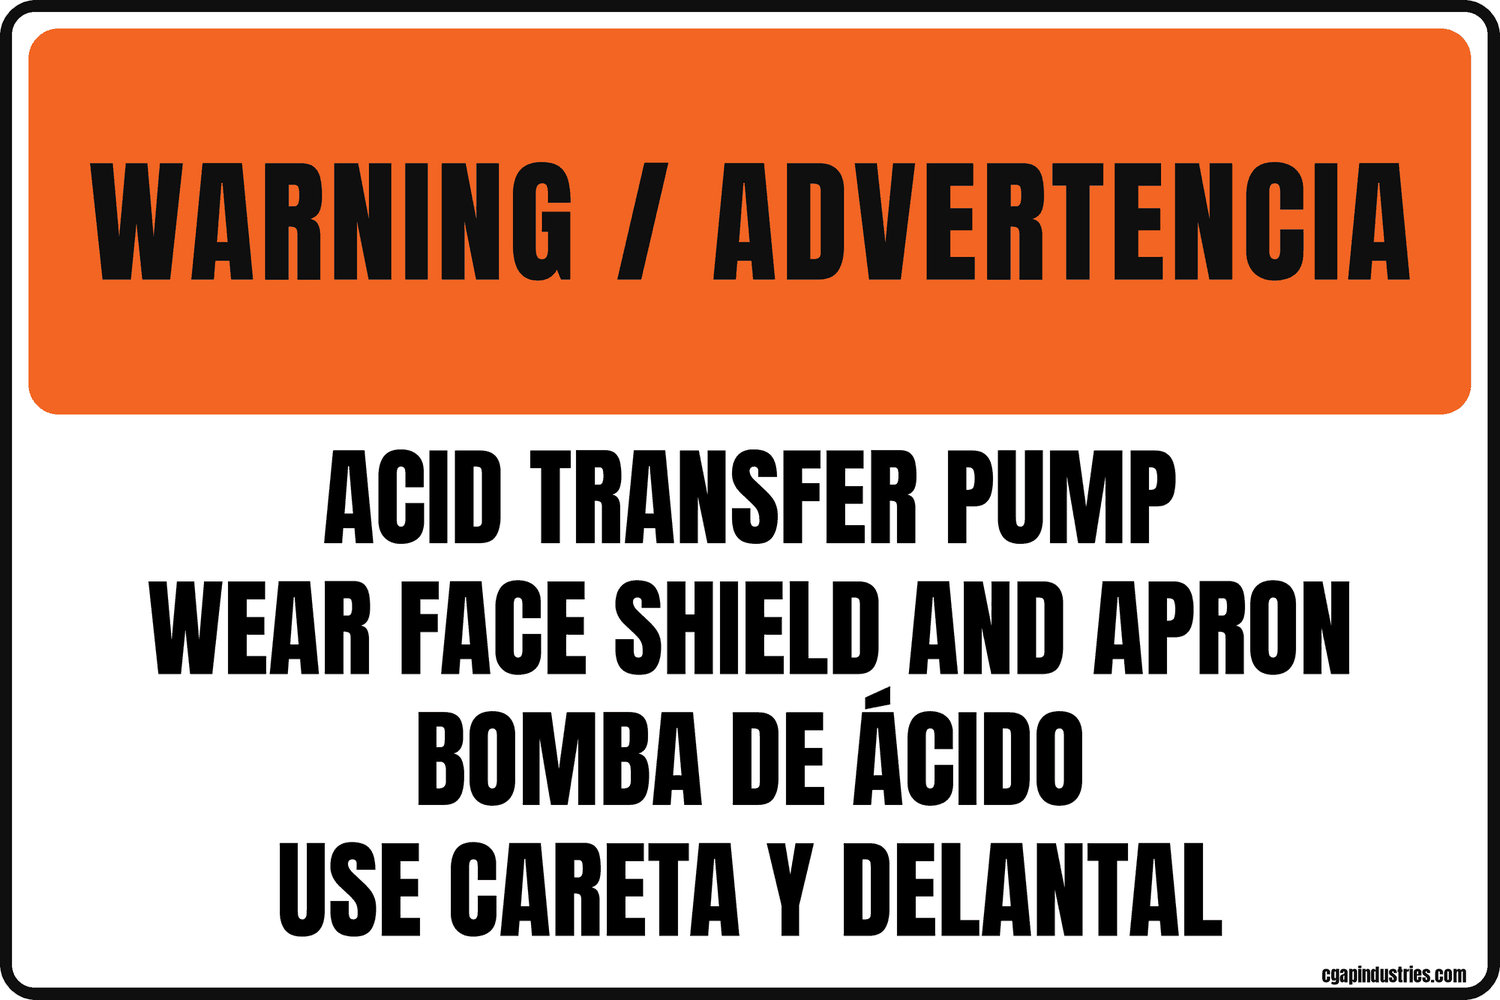 WARNING / ADVERTENCIA
ACID TRANSFER PUMP
WEAR FACE SHIELD AND APRON
BOMBA DE ÁCIDO
USE CARETA Y DELANTAL
cgapindustries.com